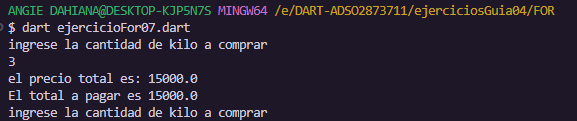 ANGIE DAHIANA@DESKTOP-KJP5N7S MINGW64 /e/DART-ADSO2873711/ejerciciosGuia04/FOR
$ dart ejercicioFor07.dart
ingrese la cantidad de kilo a comprar
3
el precio total es: 15000.0
El total a pagar es 15000.0
ingrese la cantidad de kilo a comprar